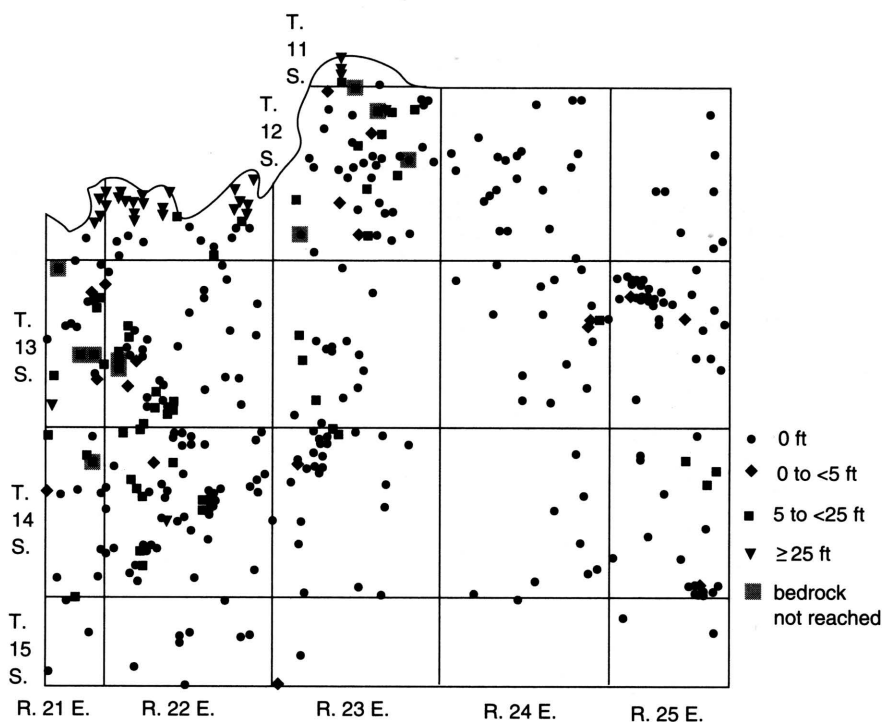 T.
11
S.
T.
12
S.
T.
13
S.
T.
14
S.
T.
15
S.
R. 21 E.
R. 22 E.
R. 23 E.
R. 24 E.
R. 25 E.
0 ft
0 to <5 ft
5 to <25 ft
≥25 ft
bedrock
not reached